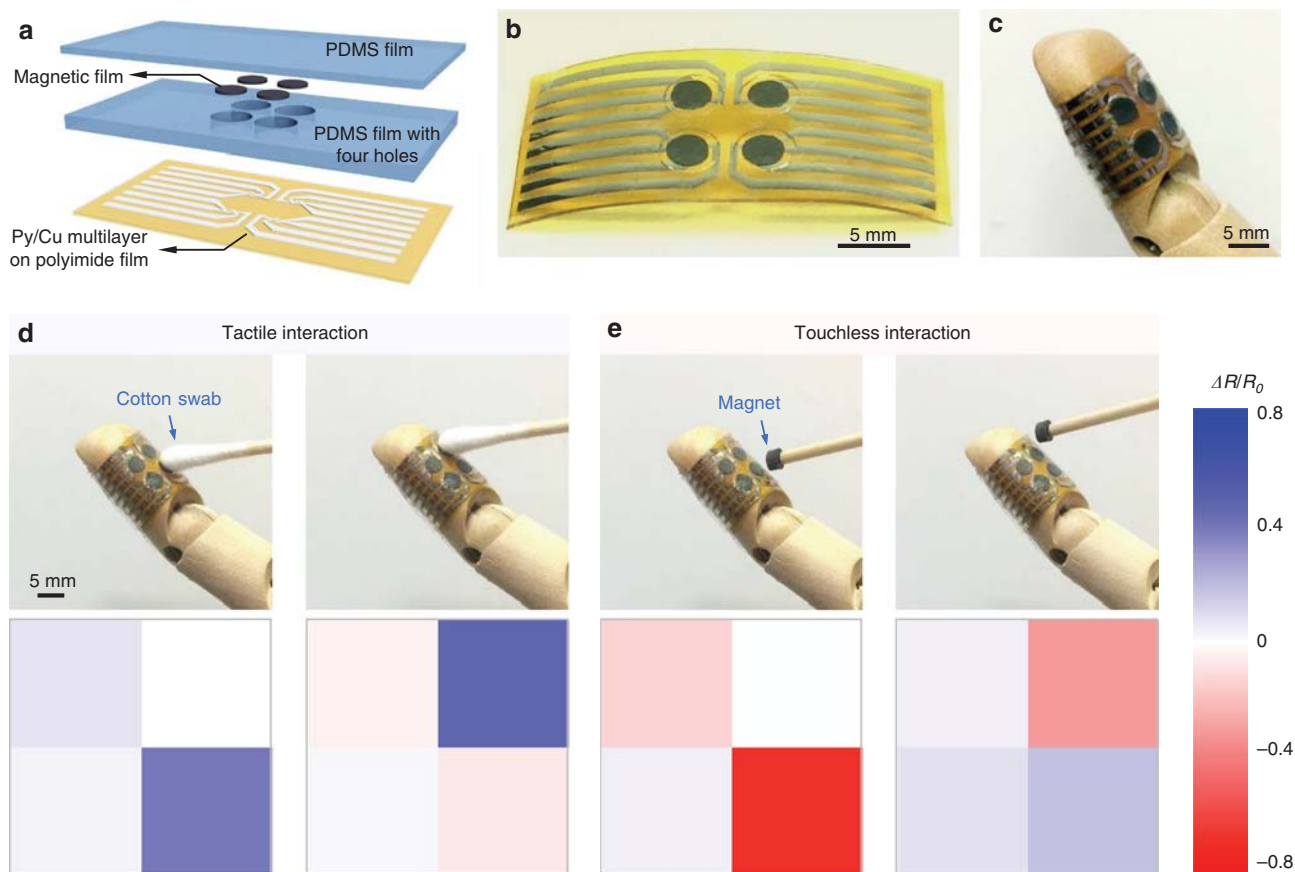 a
PDMS film
Magnetic film
PDMS film with
four holes
Py/Cu multilayer
on polyimide film
b
5 mm
c
5 mm
d
Tactile interaction
Cotton swab
5 mm
e
Touchless interaction
Magnet
ΔR/R₀
0.8
0.4
0
–0.4
–0.8